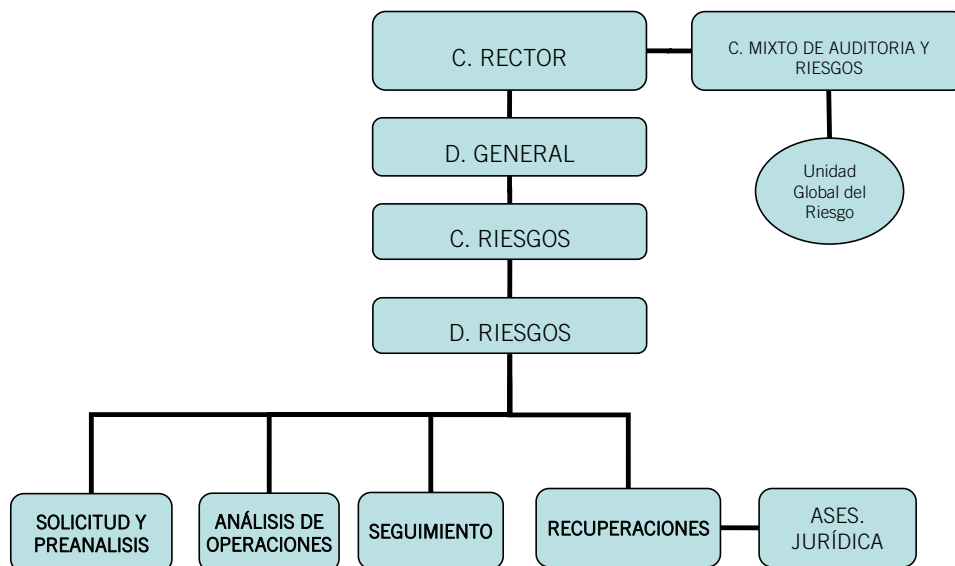 C. RECTOR
C. MIXTO DE AUDITORIA Y
RIESGOS
D. GENERAL
Unidad
Global del
Riesgo
C. RIESGOS
D. RIESGOS
SOLICITUD Y
PREANALISIS
ANÁLISIS DE
OPERACIONES
SEGUIMIENTO
RECUPERACIONES
ASES.
JURÍDICA